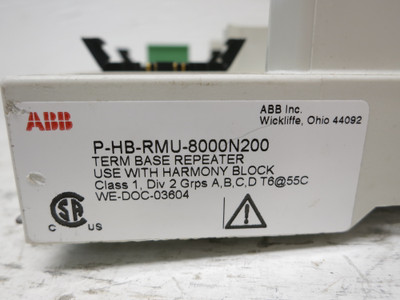 ABB
ABB Inc.
Wickliffe, Ohio 44092
P-HB-RMU-8000N200
TERM BASE REPEATER
USE WITH HARMONY BLOCK
Class 1, Div 2 Grps A,B,C,D T6@55C
WE-DOC-03604
CSA
C US